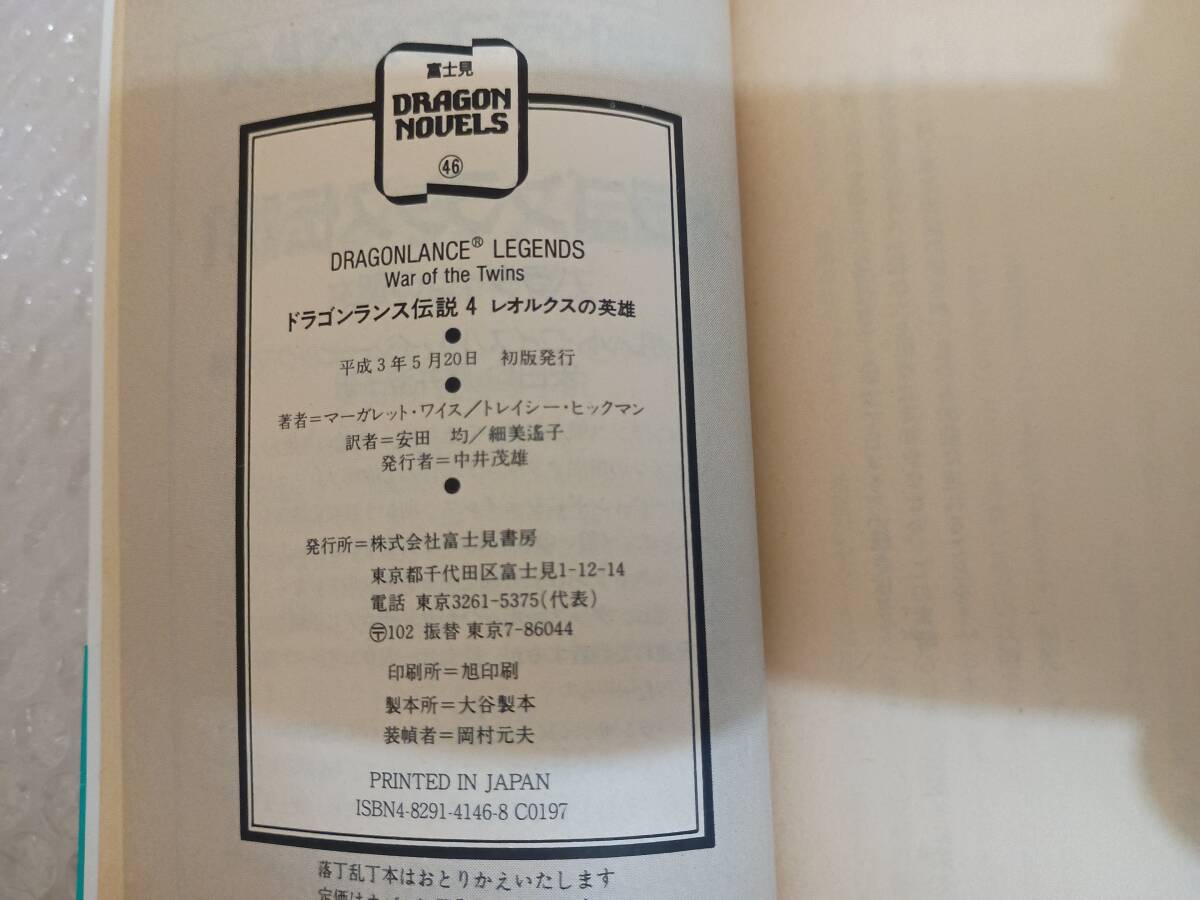 富士見
DRAGON
NOVELS
㊻
DRAGONLANCE® LEGENDS
War of the Twins
ドラゴンランス伝説4 レオルクスの英雄
●
平成3年5月20日 初版発行
●
著者=マーガレット・ワイス/トレイシー・ヒックマン
訳者=安田 均/細美遙子
発行者=中井茂雄
●
発行所=株式会社富士見書房
東京都千代田区富士見1-12-14
電話 東京3261-5375(代表)
〶102 振替 東京7-86044
印刷所=旭印刷
製本所=大谷製本
装幀者=岡村元夫
PRINTED IN JAPAN
ISBN4-8291-4146-8 C0197
落丁乱丁本はおとりかえいたします